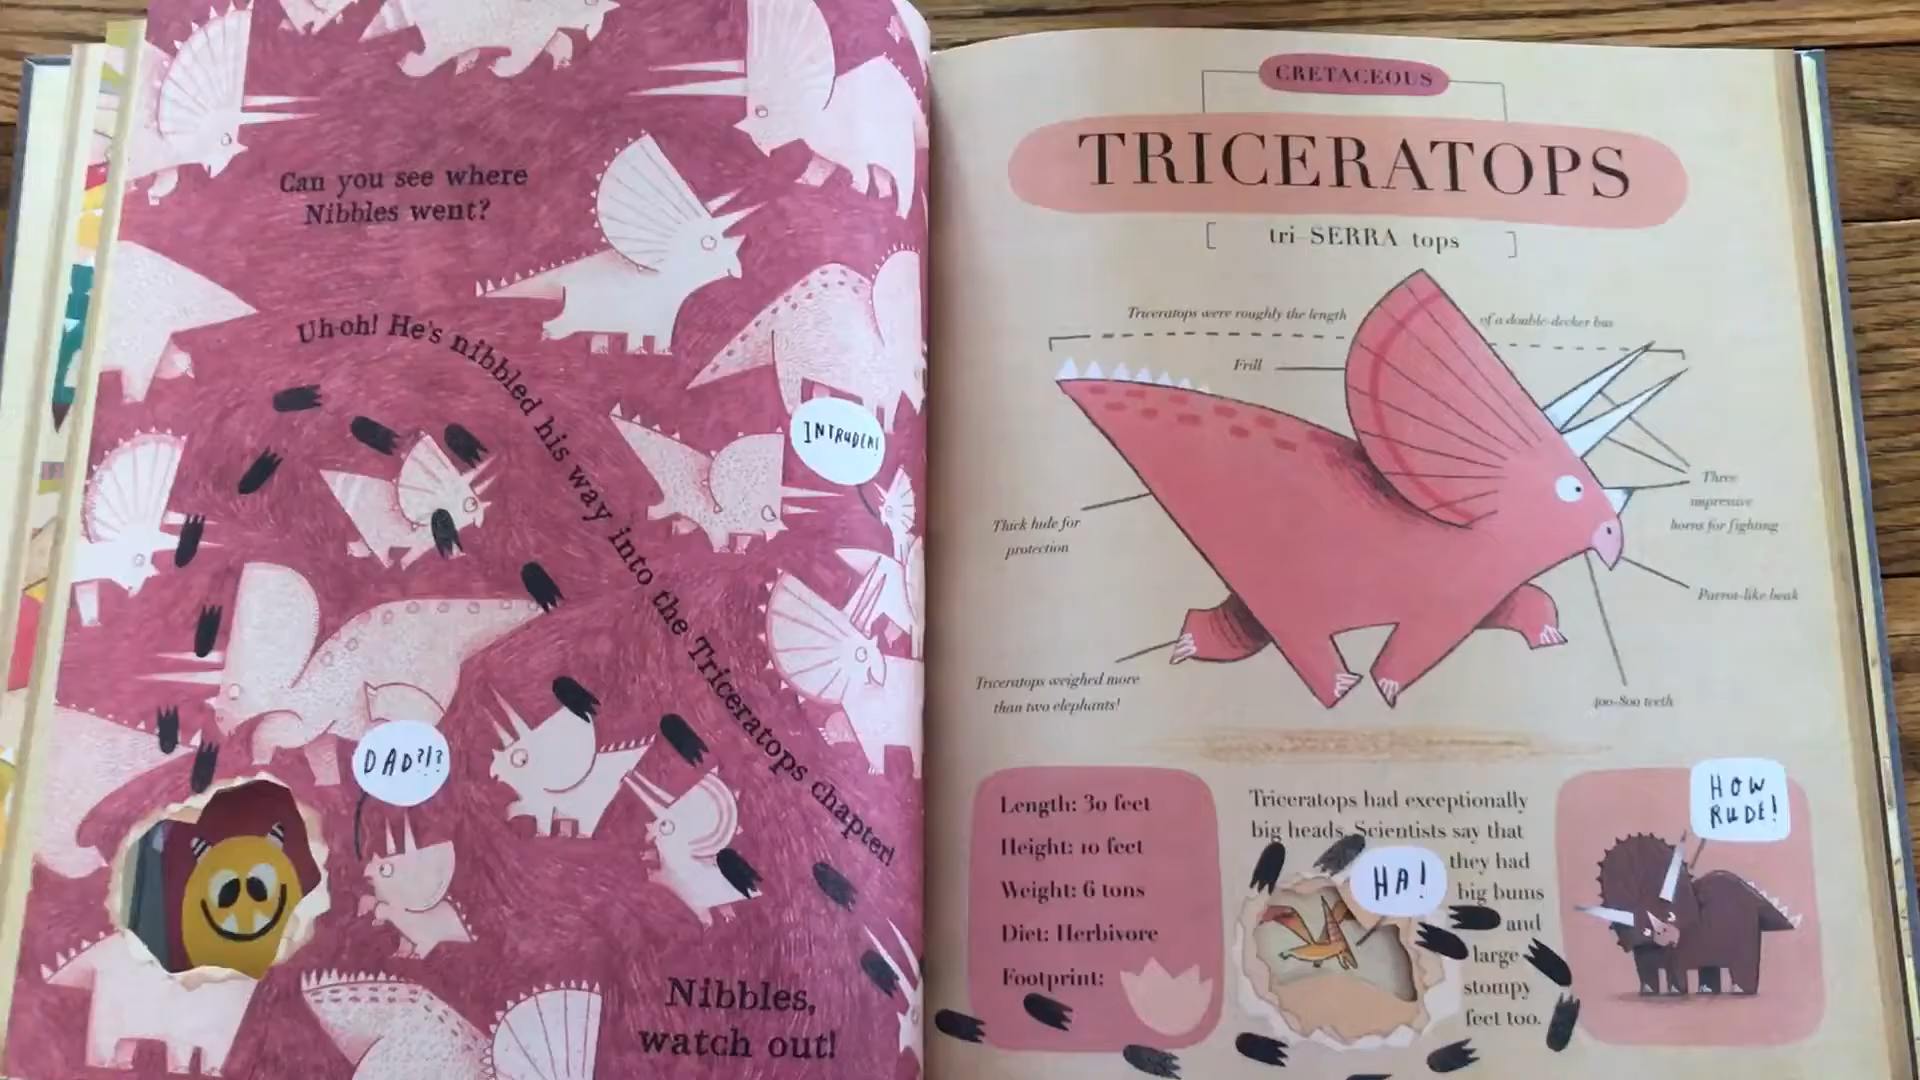 Can you see where
Nibbles went?
Uh-oh! He's nibbled his way into the Triceratops chapter!
INTRUDER!
DAD?!?
Nibbles,
watch out!
CRETACEOUS
TRICERATOPS
[ tri-SERRA-tops ]
Triceratops were roughly the length of a double-decker bus
Frill
Three
impressive
horns for fighting
Thick hide for
protection
Parrot-like beak
Triceratops weighed more
than two elephants!
400-800 teeth
Length: 30 feet
Height: 10 feet
Weight: 6 tons
Diet: Herbivore
Footprint:
Triceratops had exceptionally
big heads. Scientists say that
they had
big bums
and
large
stompy
feet too.
HA!
HOW
RUDE!